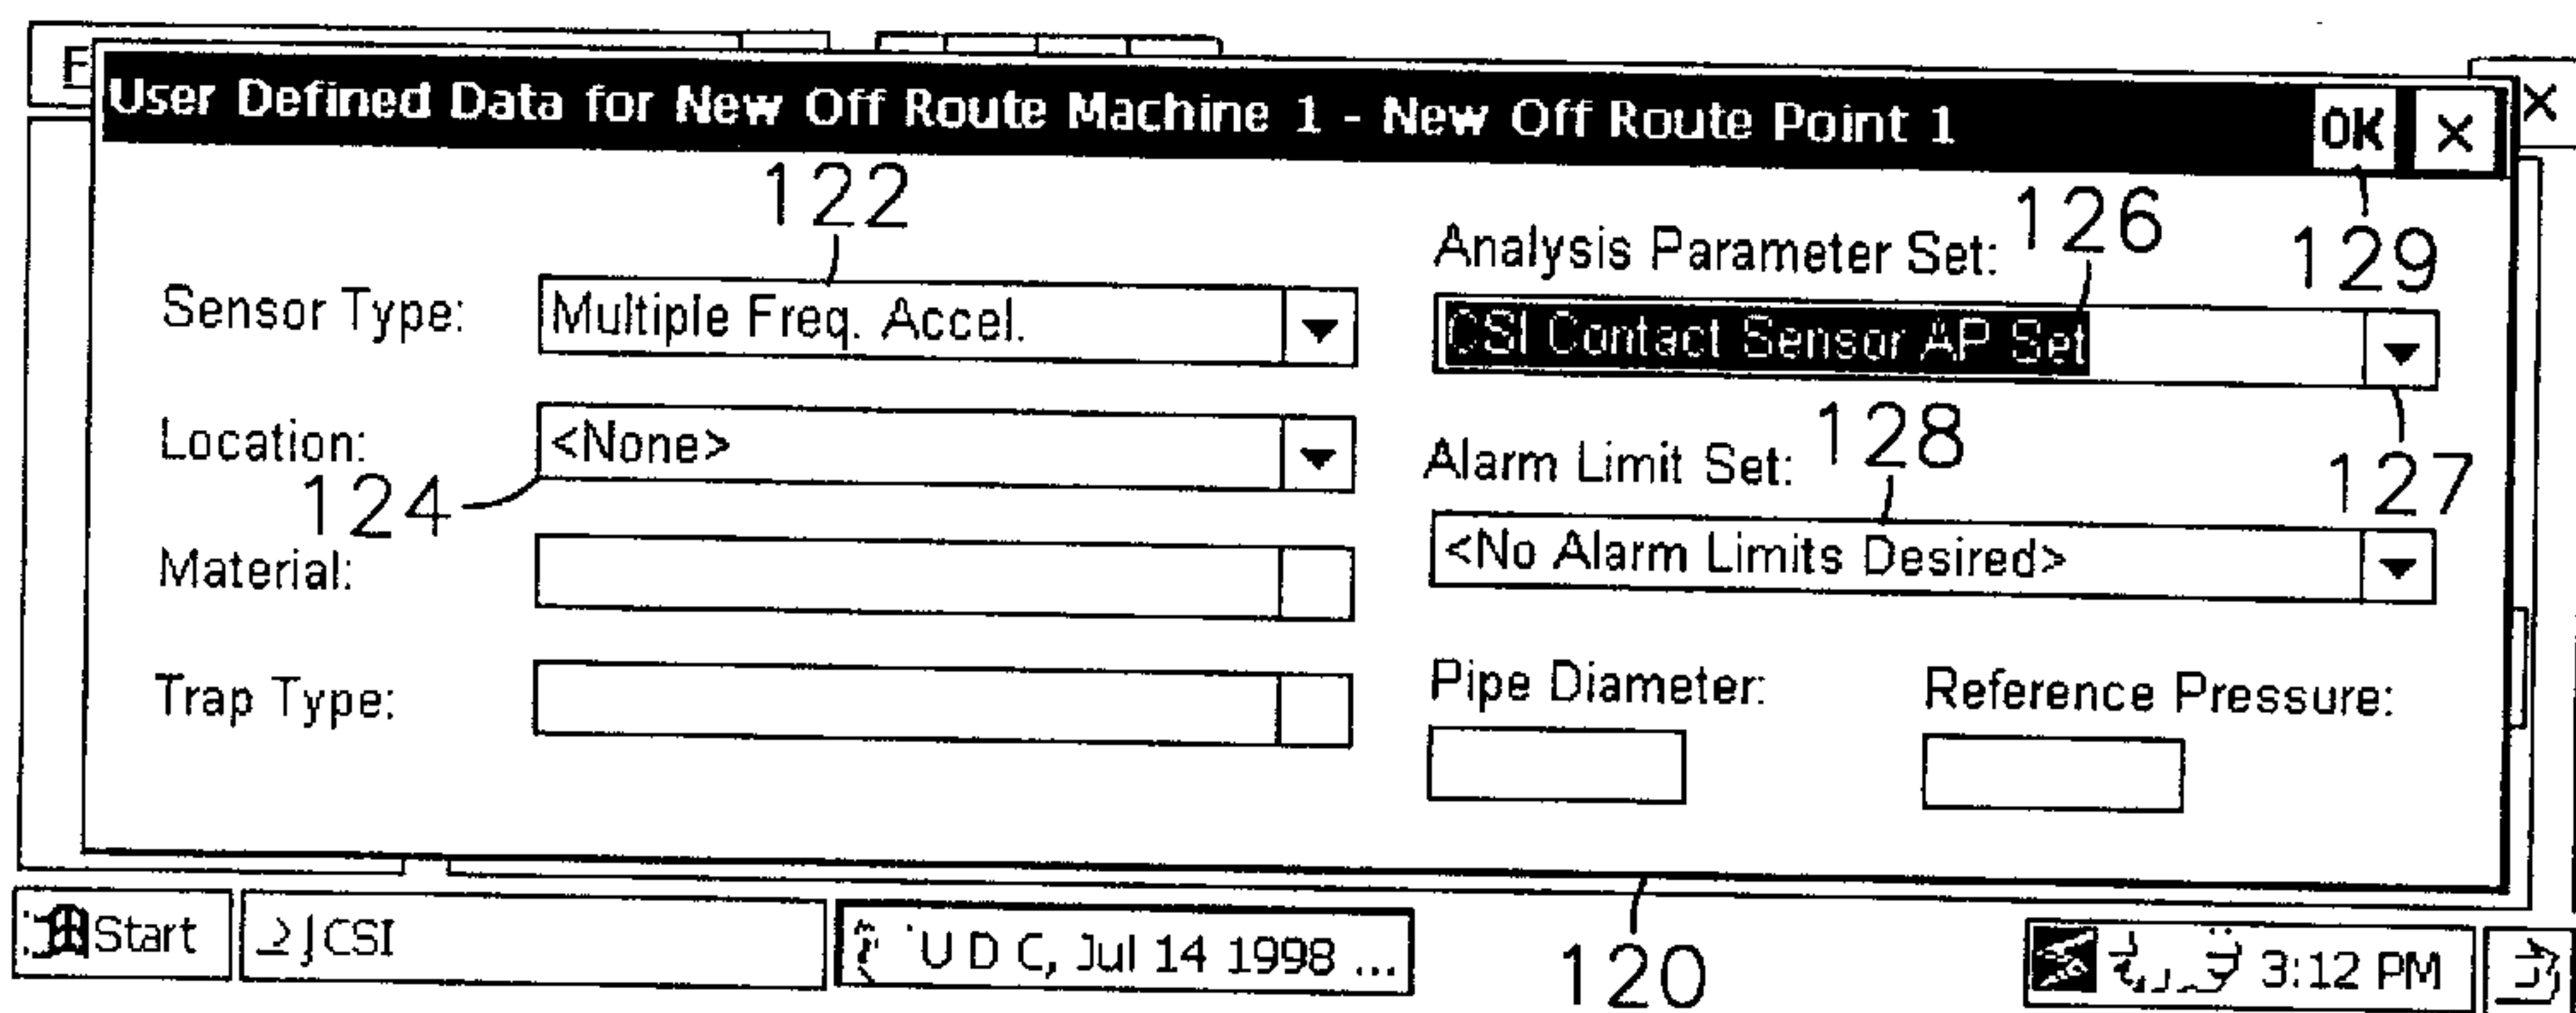 F
User Defined Data for New Off Route Machine 1 - New Off Route Point 1 OK X
X
122
126
129
Sensor Type: Multiple Freq. Accel.
Analysis Parameter Set:
CSI Contact Sensor AP Set
127
Location: <None>
124
Alarm Limit Set:
128
<No Alarm Limits Desired>
Material:
Trap Type:
Pipe Diameter: Reference Pressure:
120
Start CSI U D C, Jul 14 1998 ... 3:12 PM